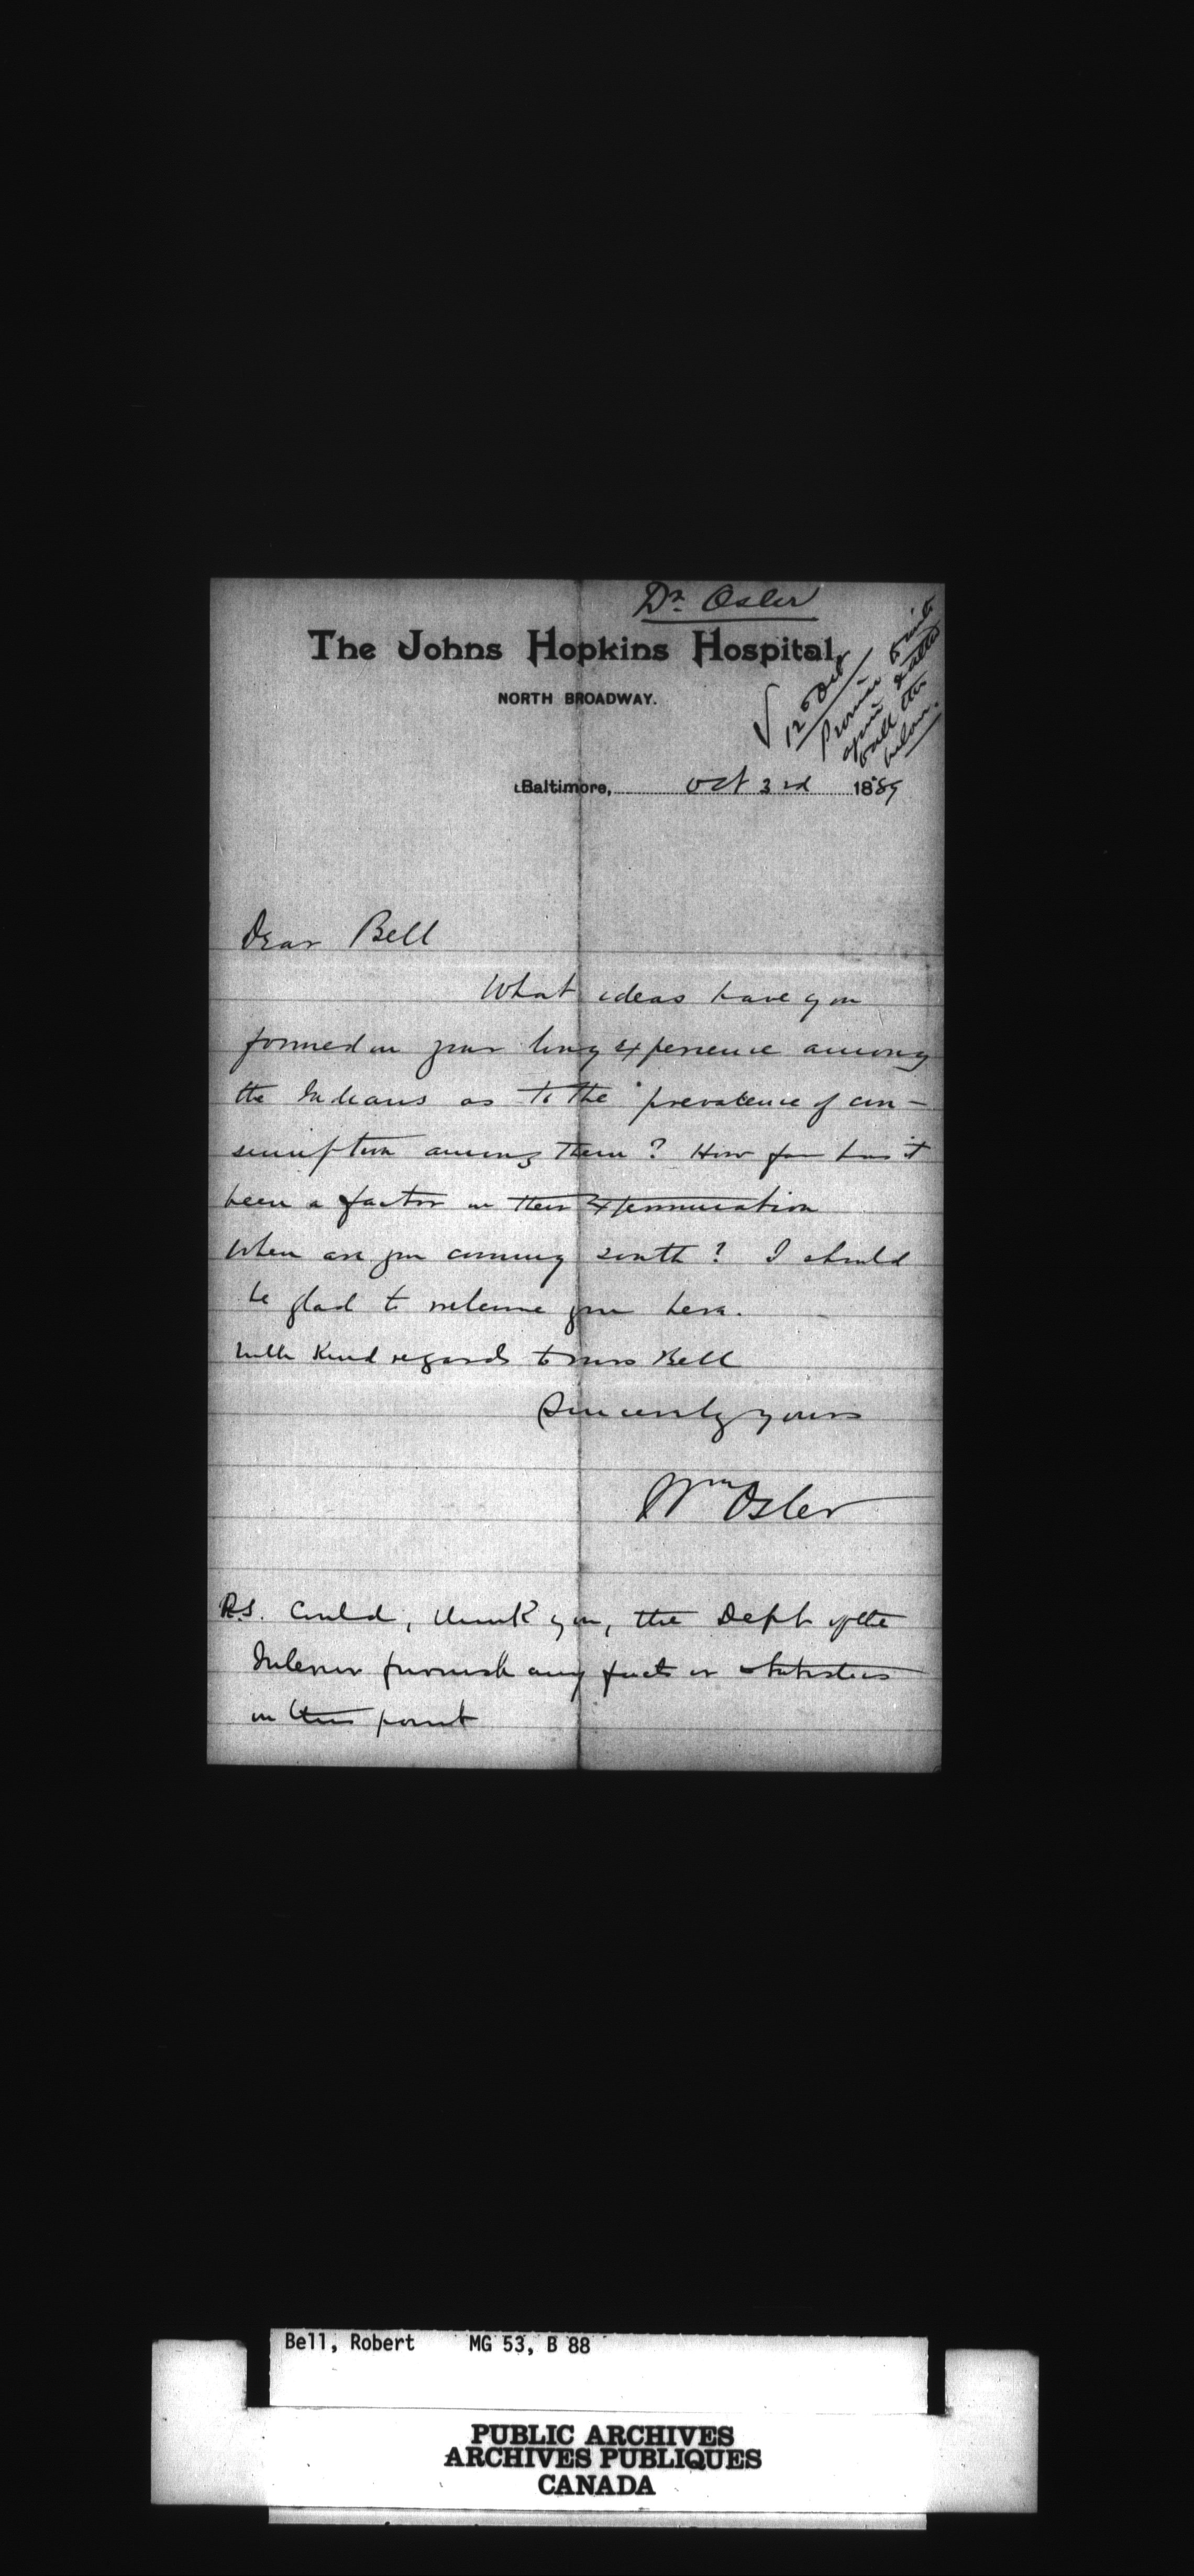 Dr. Osler
The Johns Hopkins Hospital,
NORTH BROADWAY.
√ 12 Oct
Promise to write
again &
Baltimore, Oct 3rd 1889
Dear Bell
What ideas have you
formed in your long experience among
the Indians as to the prevalence of con-
sumption among them? How far has it
been a factor in their extermination
When are you coming south? I should
be glad to welcome you here.
With kind regards to Mrs Bell
Sincerely yours
Wm Osler
P.S. Could, think you, the Dept of the
Interior furnish any facts or statistics
on this point
Bell, Robert MG 53, B 88
PUBLIC ARCHIVES
ARCHIVES PUBLIQUES
CANADA